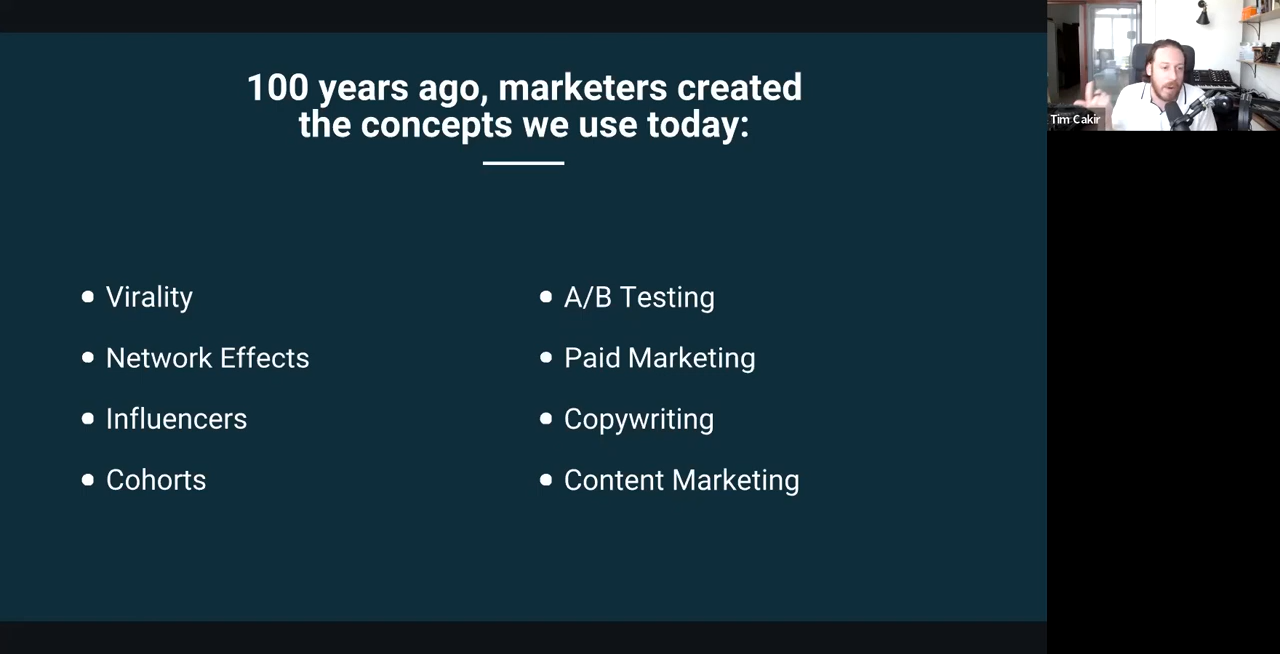 100 years ago, marketers created
the concepts we use today:
Virality
Network Effects
Influencers
Cohorts
A/B Testing
Paid Marketing
Copywriting
Content Marketing
Tim Cakir